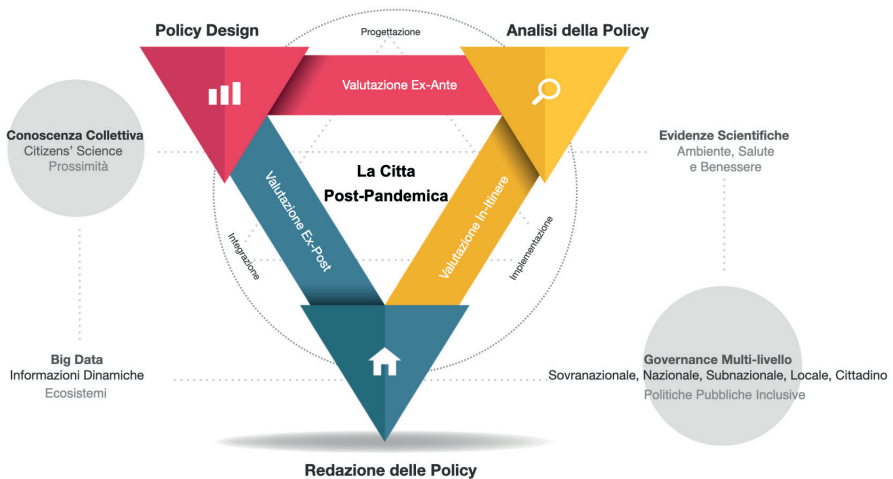 Policy Design
Progettazione
Analisi della Policy
Valutazione Ex-Ante
Conoscenza Collettiva
Citizens' Science
Prossimità
Evidenze Scientifiche
Ambiente, Salute
e Benessere
La Citta
Post-Pandemica
Valutazione Ex-Post
Valutazione In-Itinere
Integrazione
Implementazione
Big Data
Informazioni Dinamiche
Ecosistemi
Governance Multi-livello
Sovranazionale, Nazionale, Subnazionale, Locale, Cittadino
Politiche Pubbliche Inclusive
Redazione delle Policy